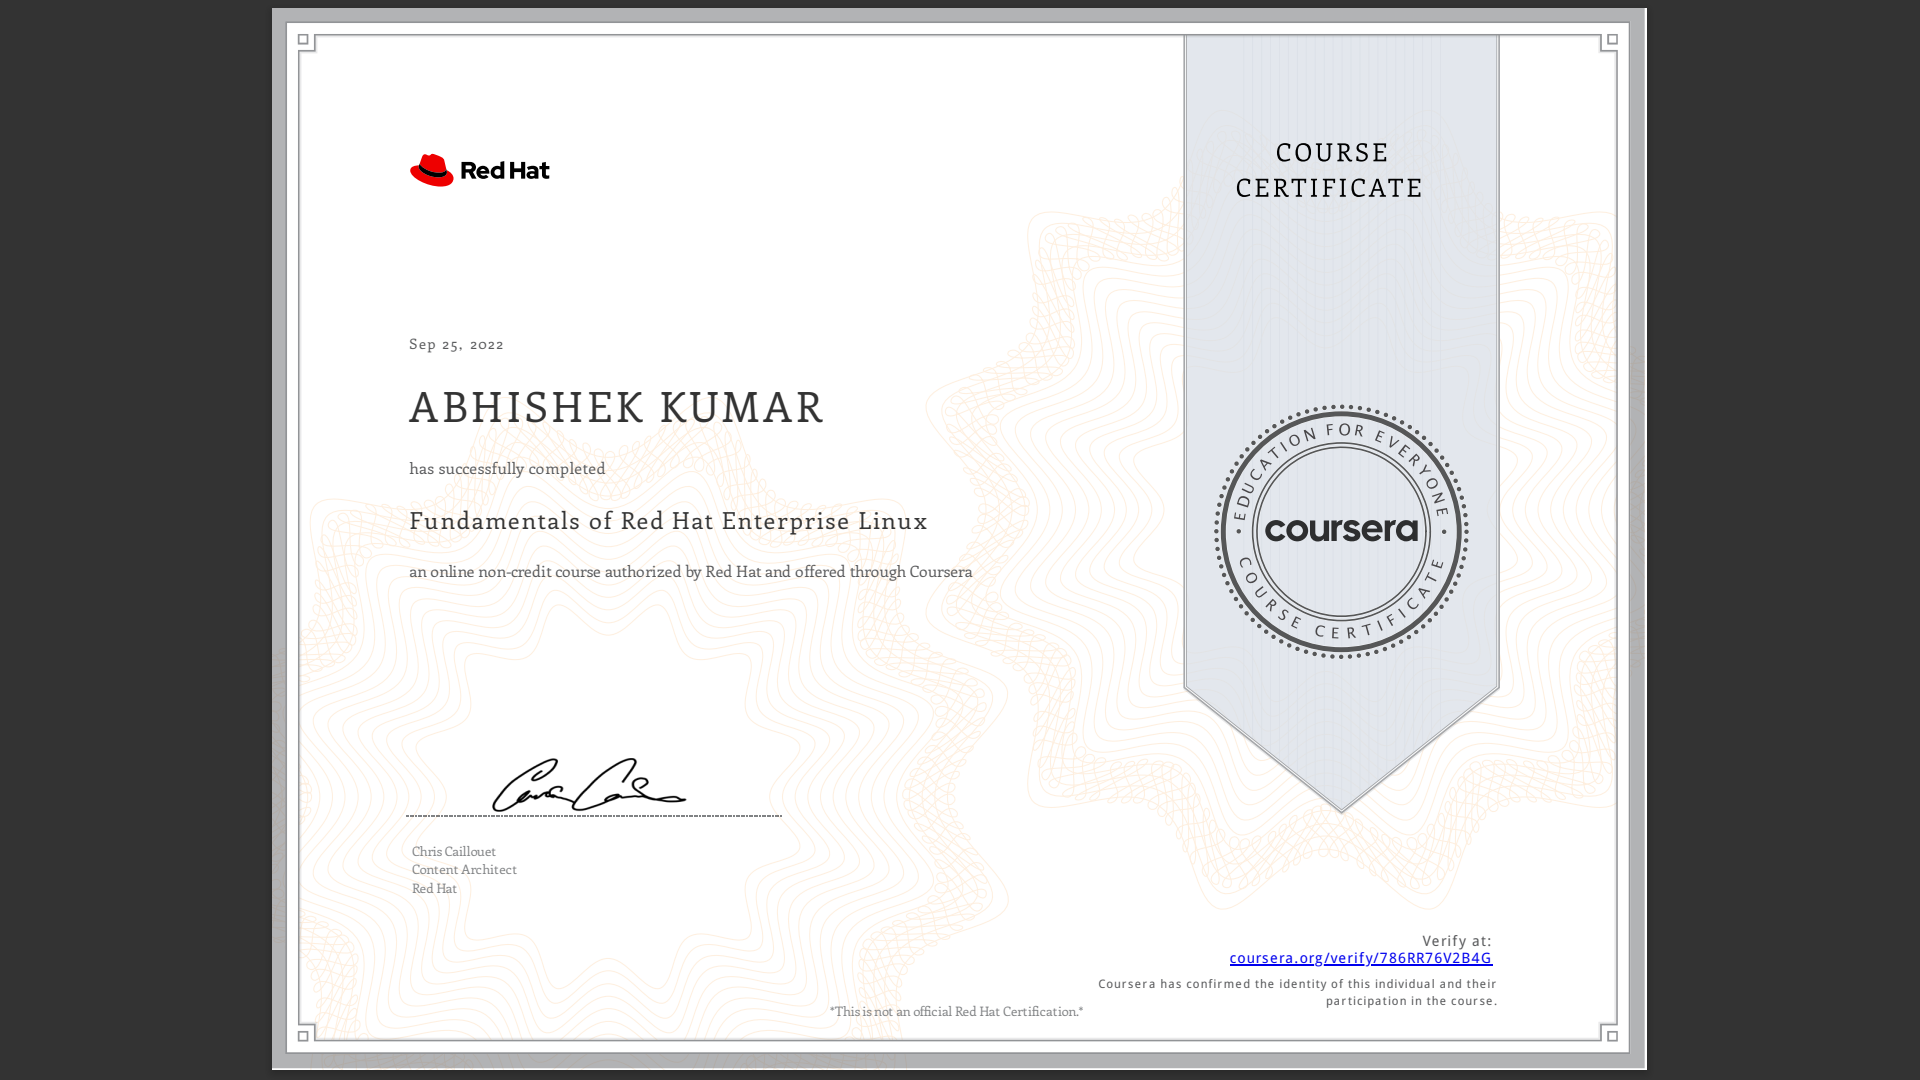 Red Hat
COURSE
CERTIFICATE
Sep 25, 2022
ABHISHEK KUMAR
has successfully completed
Fundamentals of Red Hat Enterprise Linux
an online non-credit course authorized by Red Hat and offered through Coursera
EDUCATION FOR EVERYONE
coursera
COURSE CERTIFICATE
Chris Caillouet
Content Architect
Red Hat
Verify at:
coursera.org/verify/786RR76V2B4G
Coursera has confirmed the identity of this individual and their
participation in the course.
*This is not an official Red Hat Certification.*